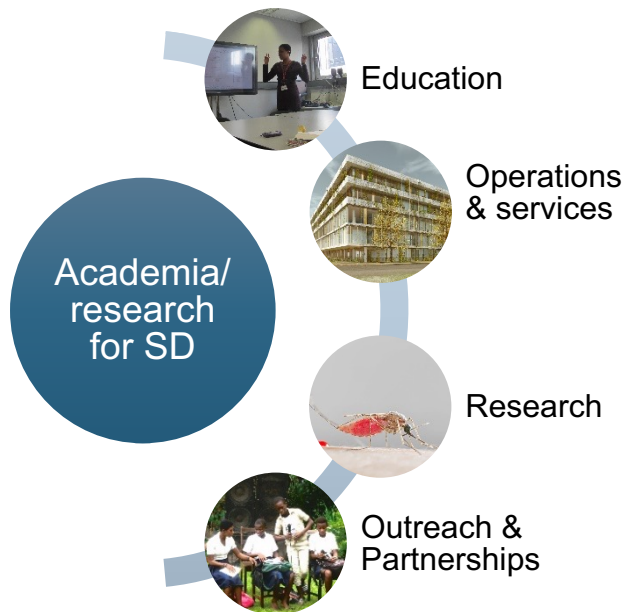 Education
Operations
& services
Academia/
research
for SD
Research
Outreach &
Partnerships